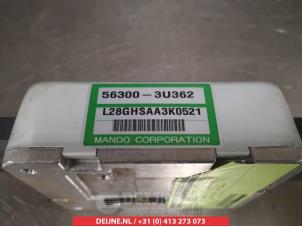 56300-3U362
L28GHSAA3K0521
MANDO CORPORATION
DEIJNE.NL / +31 (0) 413 273 073